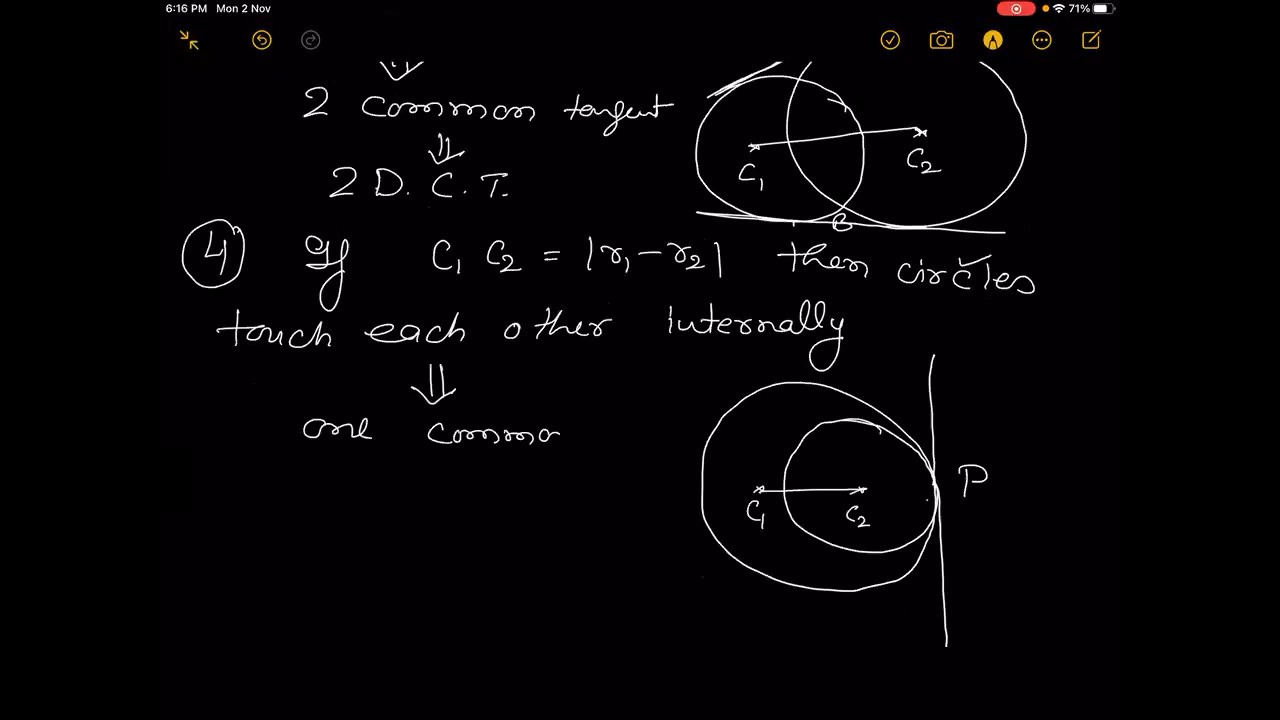 6:16 PM Mon 2 Nov
71%
2 common tangent
2 D. C. T.
C₁
C₂
B
④ If C₁ C₂ = |r₁ - r₂| then circles
touch each other internally
one commo
P
C₁
C₂